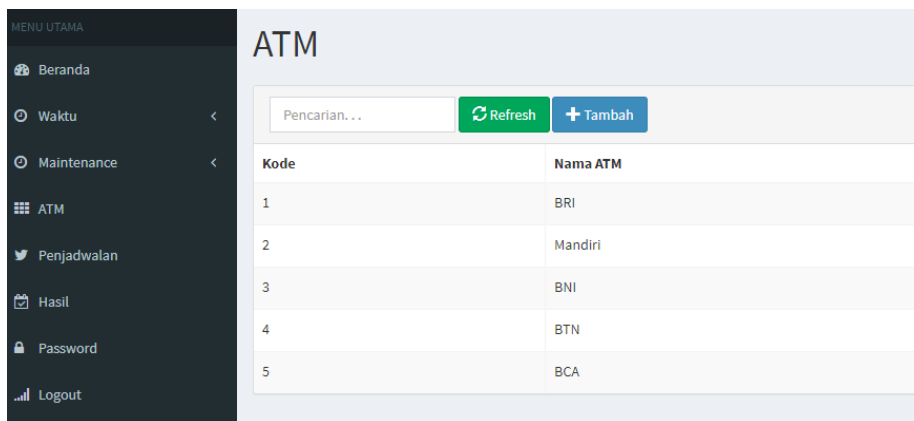 MENU UTAMA
Beranda
Waktu
Maintenance
ATM
Penjadwalan
Hasil
Password
Logout
ATM
Pencarian... Refresh Tambah
Kode Nama ATM
1 BRI
2 Mandiri
3 BNI
4 BTN
5 BCA